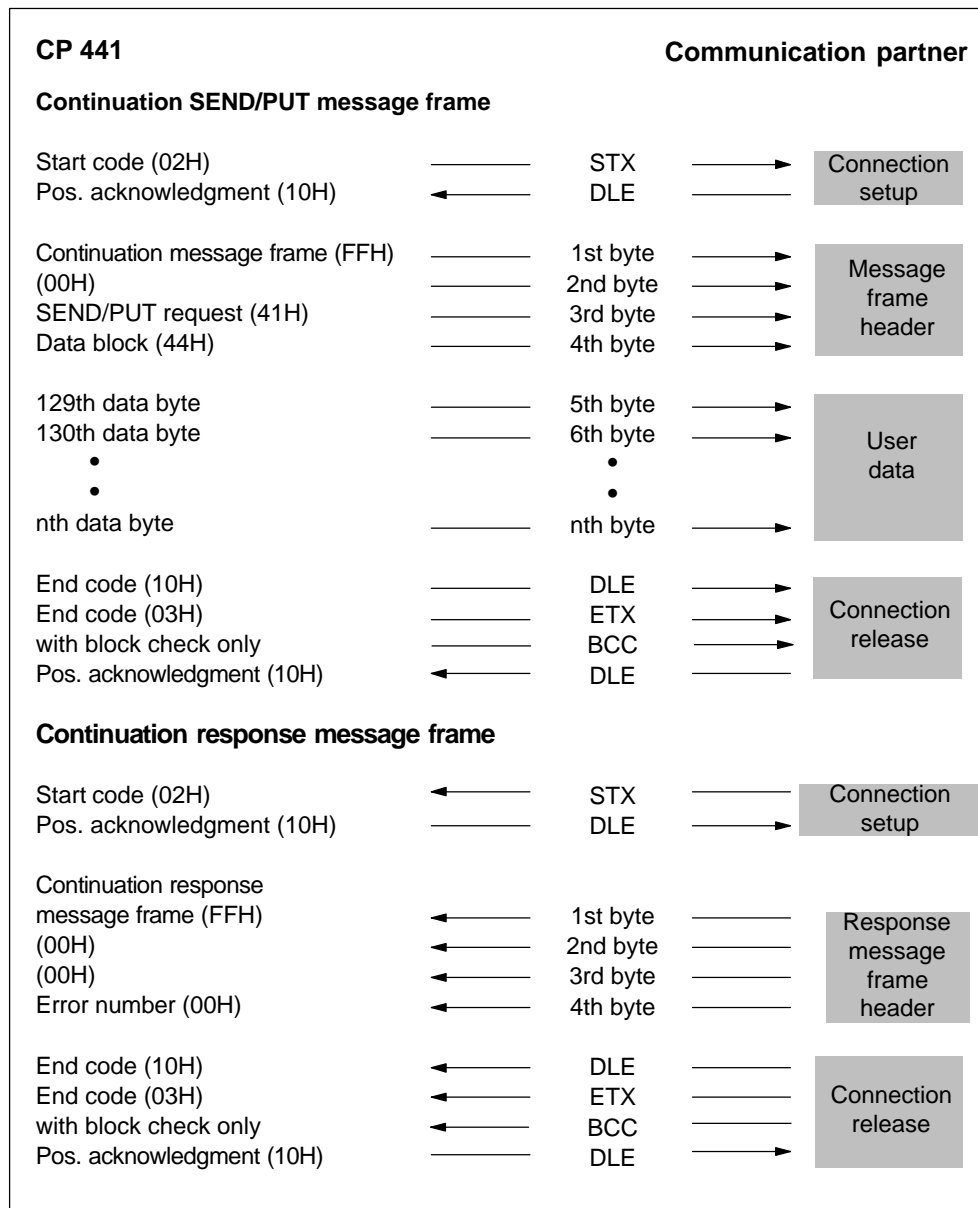 CP 441 Communication partner
Continuation SEND/PUT message frame
Start code (02H) STX Connection
Pos. acknowledgment (10H) DLE setup
Continuation message frame (FFH) 1st byte Message
(00H) 2nd byte frame
SEND/PUT request (41H) 3rd byte header
Data block (44H) 4th byte
129th data byte 5th byte
130th data byte 6th byte User
• • data
• •
nth data byte nth byte
End code (10H) DLE
End code (03H) ETX Connection
with block check only BCC release
Pos. acknowledgment (10H) DLE
Continuation response message frame
Start code (02H) STX Connection
Pos. acknowledgment (10H) DLE setup
Continuation response
message frame (FFH) 1st byte Response
(00H) 2nd byte message
(00H) 3rd byte frame
Error number (00H) 4th byte header
End code (10H) DLE
End code (03H) ETX Connection
with block check only BCC release
Pos. acknowledgment (10H) DLE